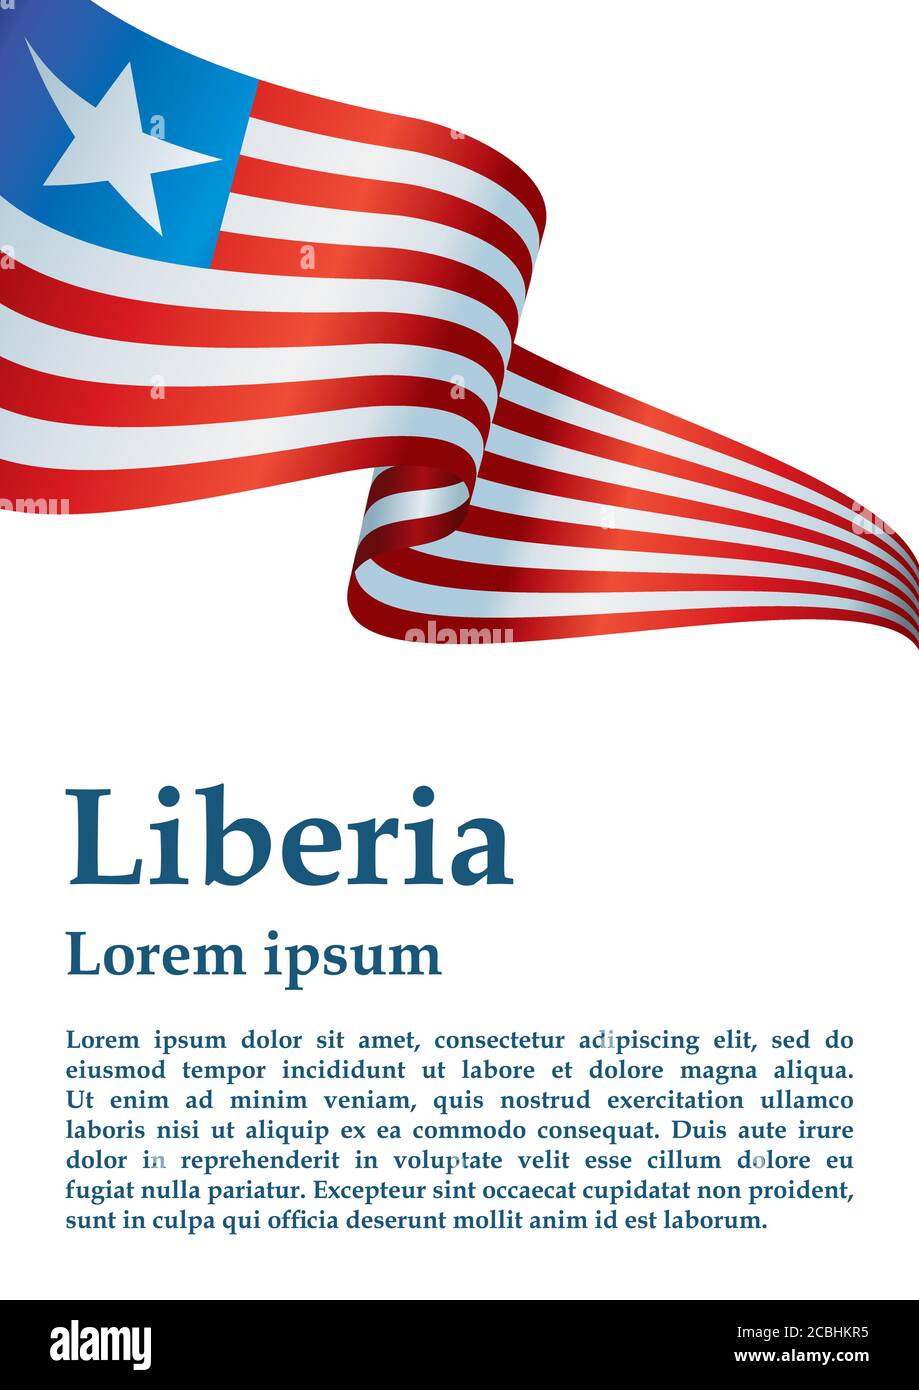 Liberia
Lorem ipsum
Lorem ipsum dolor sit amet, consectetur adipiscing elit, sed do
eiusmod tempor incididunt ut labore et dolore magna aliqua.
Ut enim ad minim veniam, quis nostrud exercitation ullamco
laboris nisi ut aliquip ex ea commodo consequat. Duis aute irure
dolor in reprehenderit in voluptate velit esse cillum dolore eu
fugiat nulla pariatur. Excepteur sint occaecat cupidatat non proident,
sunt in culpa qui officia deserunt mollit anim id est laborum.
alamy
Image ID: 2CBHKR5
www.alamy.com